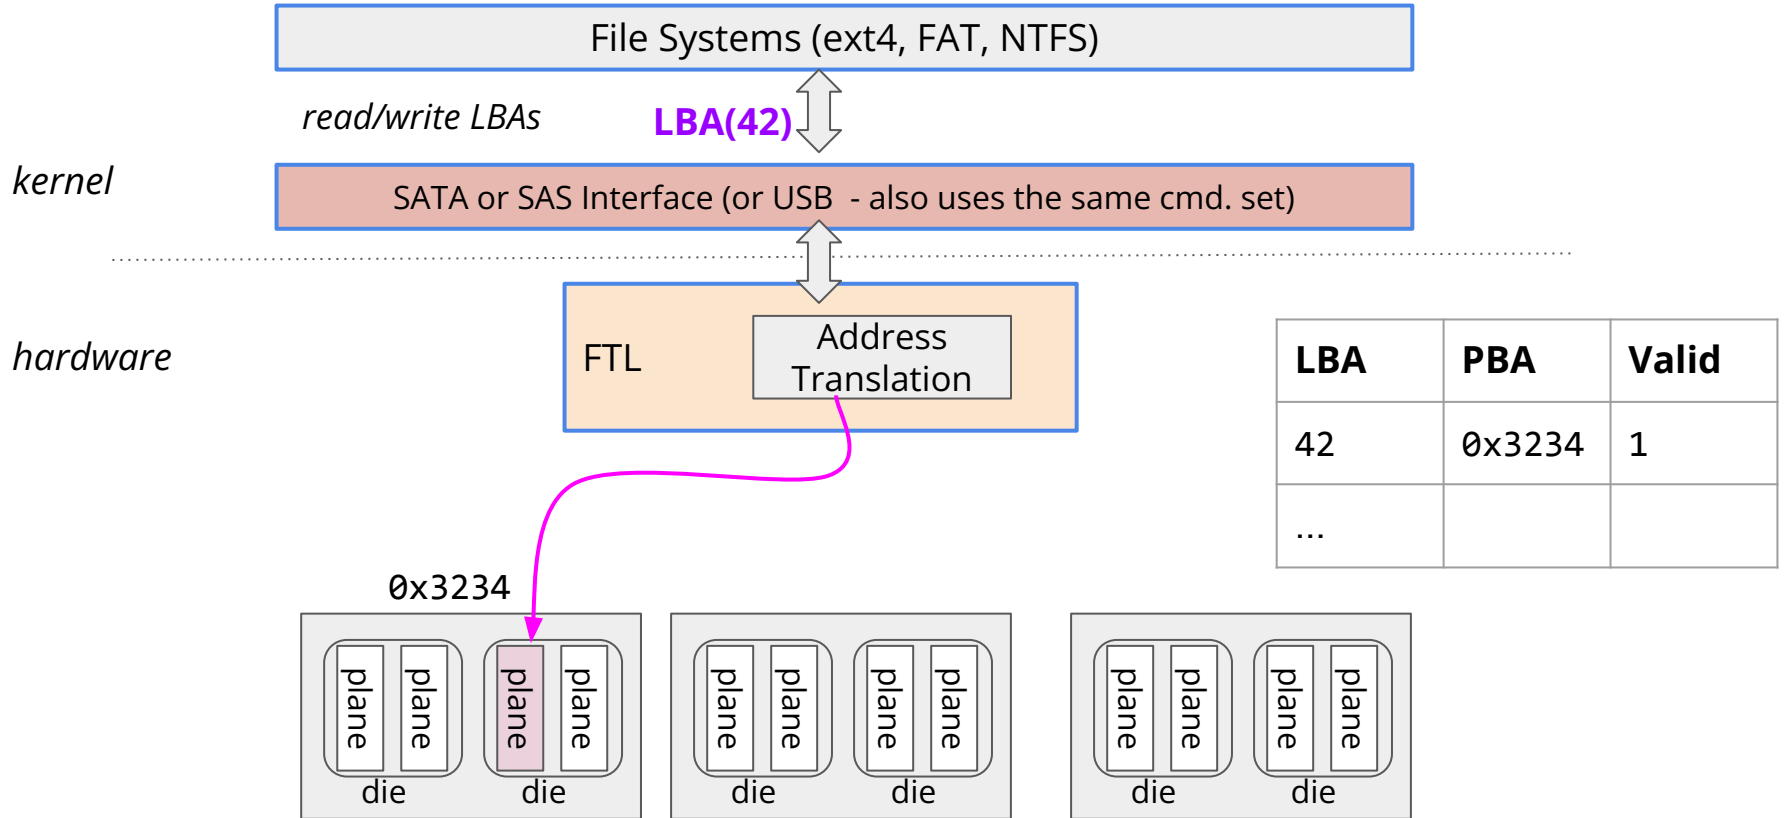 File Systems (ext4, FAT, NTFS)
read/write LBAs
LBA(42)
kernel
SATA or SAS Interface (or USB  - also uses the same cmd. set)
hardware
FTL
Address
Translation
LBA PBA Valid
42 0x3234 1
...
0x3234
plane plane plane plane plane plane plane plane plane plane plane plane
die die die die die die